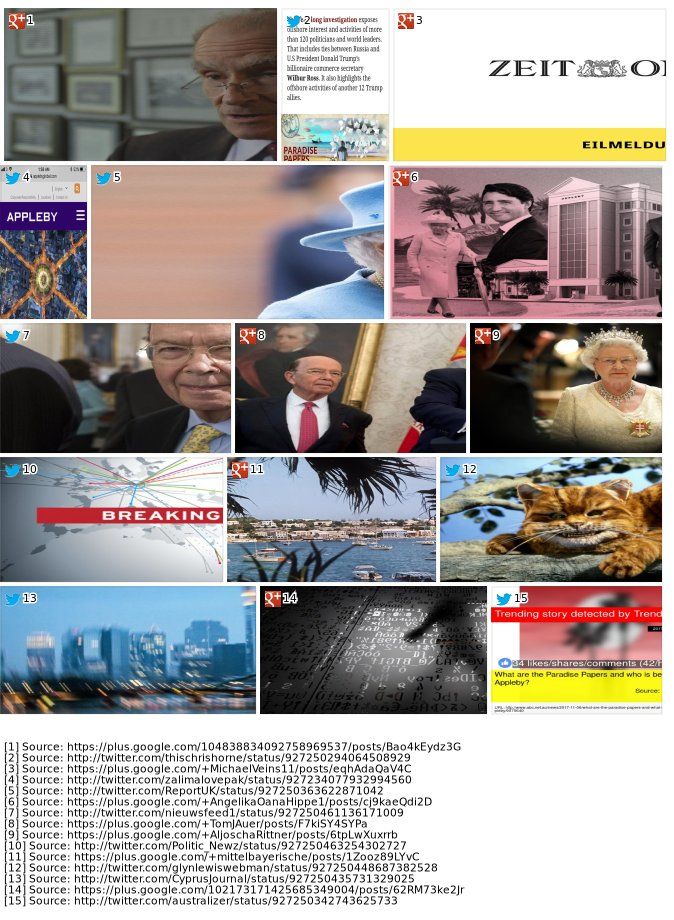 1
2
3
long investigation exposes
offshore interest and activities of more
than 120 politicians and world leaders.
That includes ties between Russia and
U.S President Donald Trump's
billionaire commerce secretary
Wilbur Ross. It also highlights the
offshore activities of another 12 Trump
allies.
PARADISE
PAPERS
ZEIT O
EILMELDU
4
5
6
APPLEBY
APPLEBY
7
8
9
10
11
12
BREAKING
13
14
15
Trending story detected by Trend
34 likes/shares/comments (42/h
What are the Paradise Papers and who is be
Appleby?
Source:
[1] Source: https://plus.google.com/104838834092758969537/posts/Bao4kEydz3G
[2] Source: http://twitter.com/thischrishorne/status/927250294064508929
[3] Source: https://plus.google.com/+MichaelVeins11/posts/eqhAdaQaV4C
[4] Source: http://twitter.com/zalimalovepak/status/927234077932994560
[5] Source: http://twitter.com/ReportUK/status/927250363622871042
[6] Source: https://plus.google.com/+AngelikaOanaHippe1/posts/cj9kaeQdi2D
[7] Source: http://twitter.com/nieuwsfeed1/status/927250461136171009
[8] Source: https://plus.google.com/+TomJAuer/posts/F7kiSY4SYPa
[9] Source: https://plus.google.com/+AljoschaRittner/posts/6tpLwXuxrrb
[10] Source: http://twitter.com/Politic_Newz/status/927250463254302727
[11] Source: https://plus.google.com/+mittelbayerische/posts/1Zooz89LYvC
[12] Source: http://twitter.com/glynlewiswebman/status/927250448687382528
[13] Source: http://twitter.com/CyprusJournal/status/927250435731329025
[14] Source: https://plus.google.com/102173171425685349004/posts/62RM73ke2Jr
[15] Source: http://twitter.com/australizer/status/927250342743625733